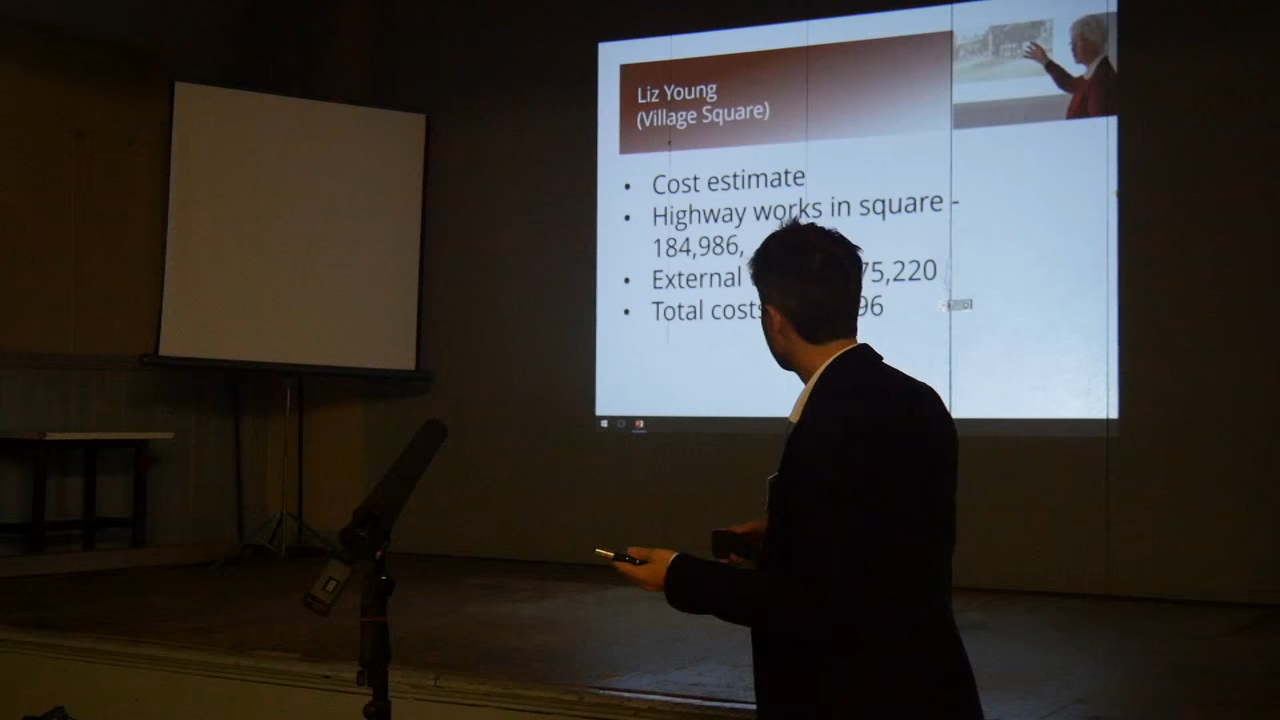 Liz Young
(Village Square)
• Cost estimate
• Highway works in square -
184,986,
• External 75,220
• Total costs 96